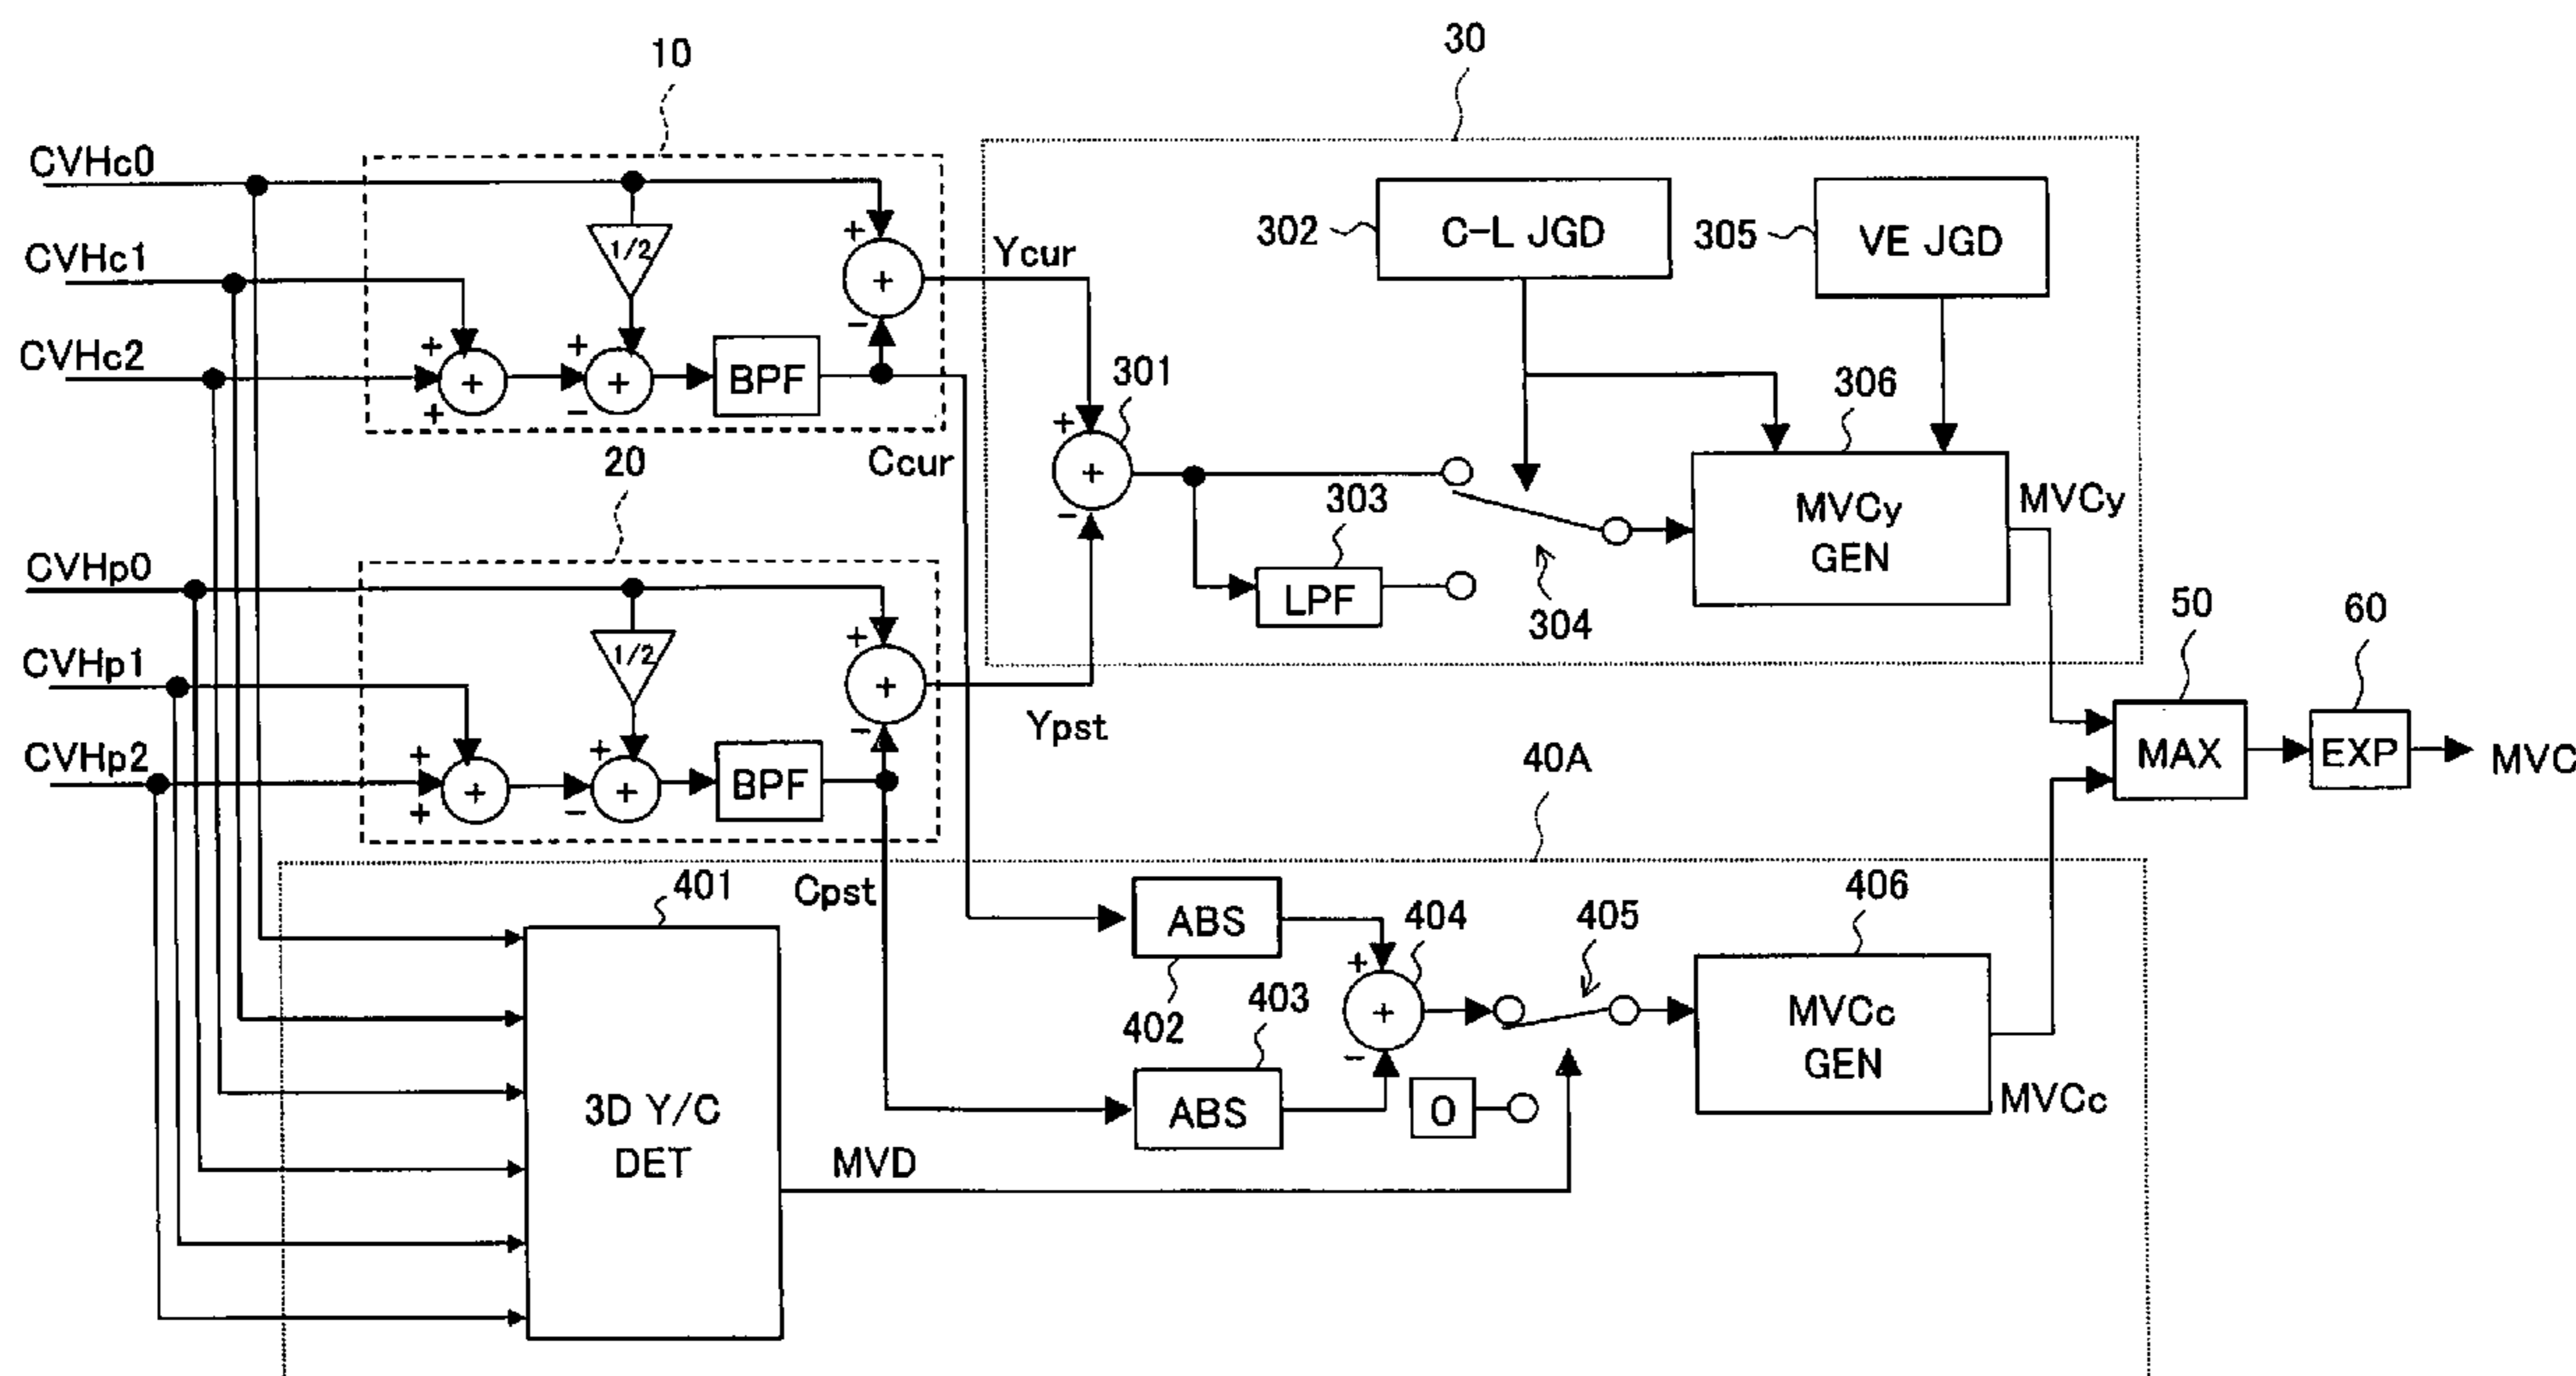 10
30
CVHc0
CVHc1
CVHc2
1/2
+
+
-
+
+
+
+
-
+
BPF
Ccur
Ycur
302
C-L JGD
305
VE JGD
301
+
+
-
303
LPF
304
306
MVCy
GEN
MVCy
20
CVHp0
CVHp1
CVHp2
1/2
+
+
-
+
+
+
+
-
+
BPF
Cpst
Ypst
50
MAX
60
EXP
MVC
40A
401
3D Y/C
DET
MVD
ABS
402
403
ABS
404
+
+
-
405
0
406
MVCc
GEN
MVCc